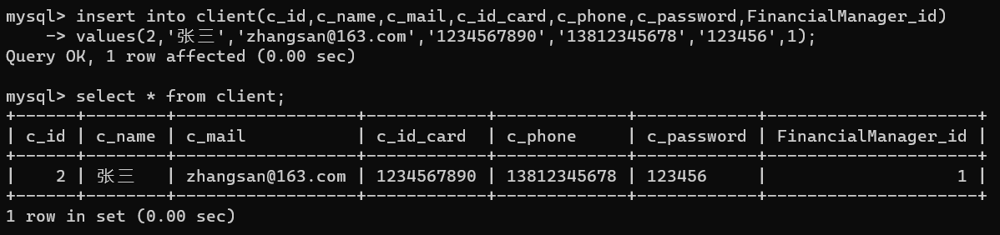 mysql> insert into client(c_id,c_name,c_mail,c_id_card,c_phone,c_password,FinancialManager_id)
    -> values(2,'张三','zhangsan@163.com','1234567890','13812345678','123456',1);
Query OK, 1 row affected (0.00 sec)
mysql> select * from client;
+------+--------+------------------+------------+-------------+------------+---------------------+
| c_id | c_name | c_mail           | c_id_card  | c_phone     | c_password | FinancialManager_id |
+------+--------+------------------+------------+-------------+------------+---------------------+
|    2 | 张三   | zhangsan@163.com | 1234567890 | 13812345678 | 123456     |                   1 |
+------+--------+------------------+------------+-------------+------------+---------------------+
1 row in set (0.00 sec)